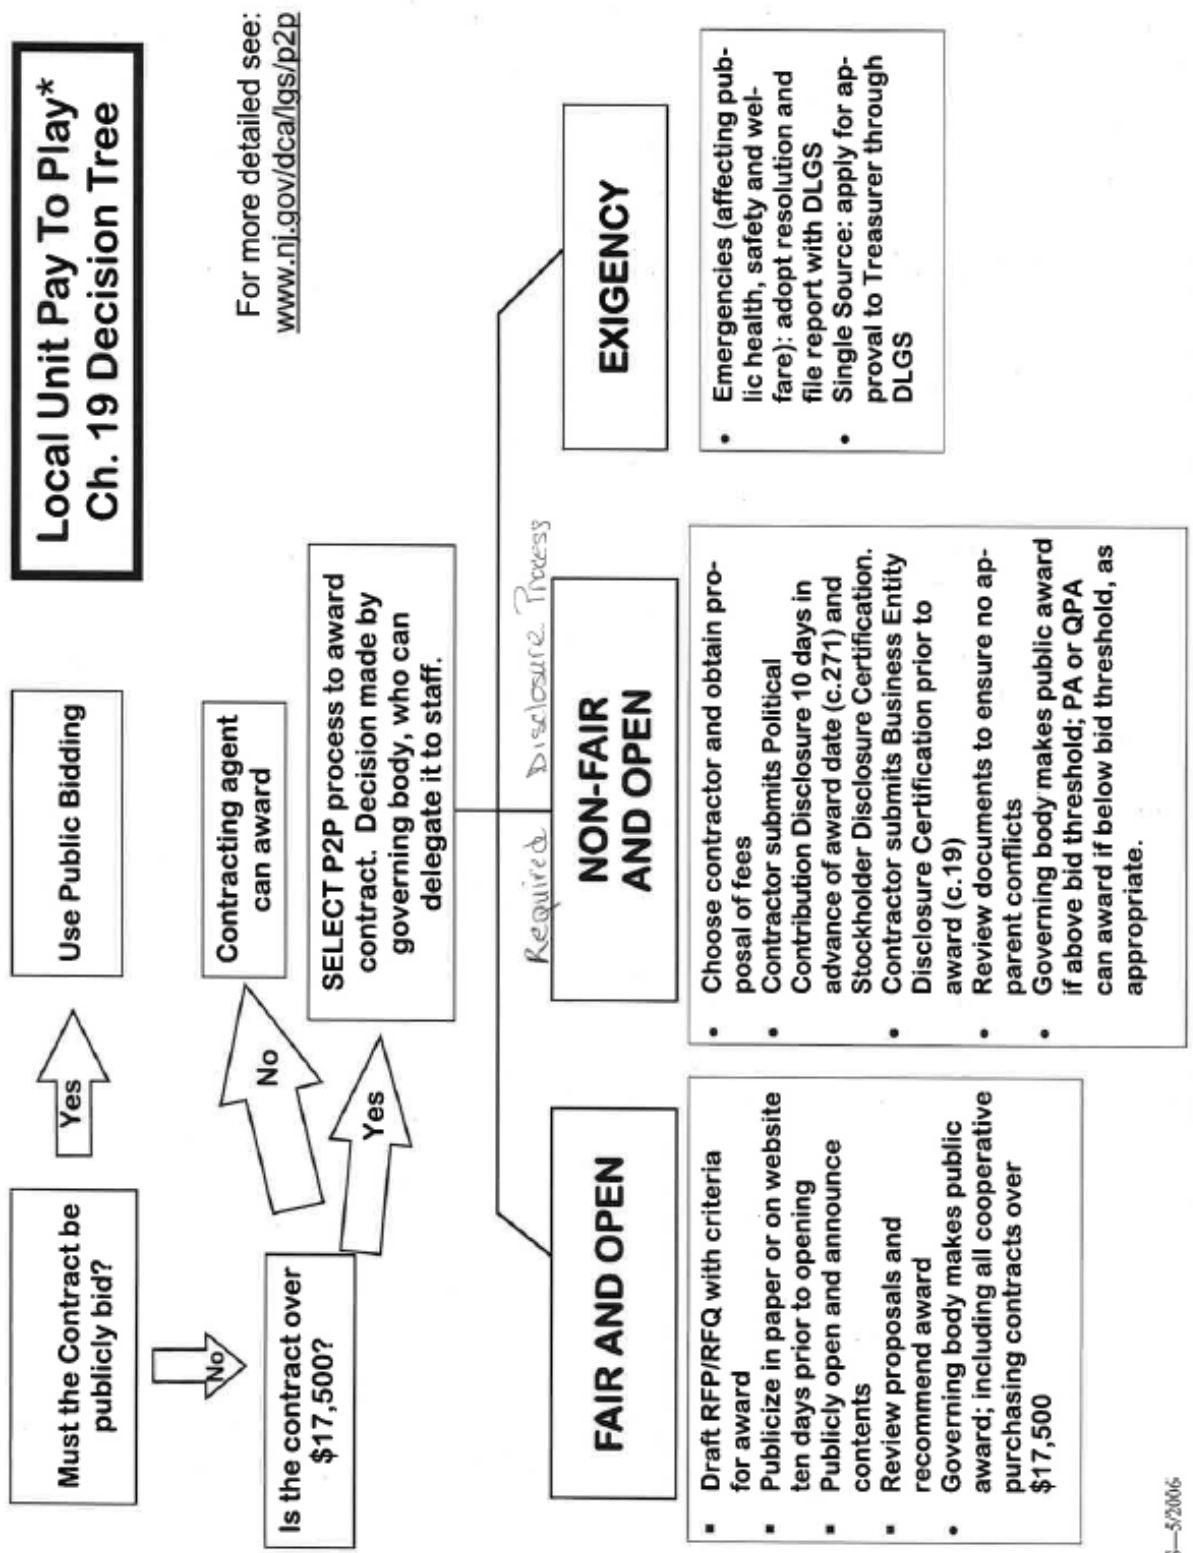 Local Unit Pay To Play*
Ch. 19 Decision Tree
For more detailed see:
www.nj.gov/dca/lgs/p2p
Must the Contract be
publicly bid?
Yes
Use Public Bidding
No
Is the contract over
$17,500?
No
Contracting agent
can award
Yes
SELECT P2P process to award
contract. Decision made by
governing body, who can
delegate it to staff.
Required Disclosure Process
FAIR AND OPEN
▪ Draft RFP/RFQ with criteria
for award
▪ Publicize in paper or on website
ten days prior to opening
▪ Publicly open and announce
contents
▪ Review proposals and
recommend award
• Governing body makes public
award; including all cooperative
purchasing contracts over
$17,500
NON-FAIR
AND OPEN
• Choose contractor and obtain pro-
posal of fees
• Contractor submits Political
Contribution Disclosure 10 days in
advance of award date (c.271) and
Stockholder Disclosure Certification.
• Contractor submits Business Entity
Disclosure Certification prior to
award (c.19)
• Review documents to ensure no ap-
parent conflicts
• Governing body makes public award
if above bid threshold; PA or QPA
can award if below bid threshold, as
appropriate.
EXIGENCY
• Emergencies (affecting pub-
lic health, safety and wel-
fare): adopt resolution and
file report with DLGS
• Single Source: apply for ap-
proval to Treasurer through
DLGS
—5/2006